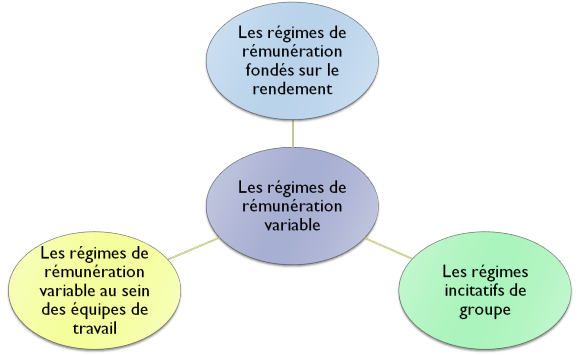 Les régimes de
rémunération
fondés sur le
rendement
Les régimes de
rémunération
variable
Les régimes de
rémunération
variable au sein
des équipes de
travail
Les régimes
incitatifs de
groupe